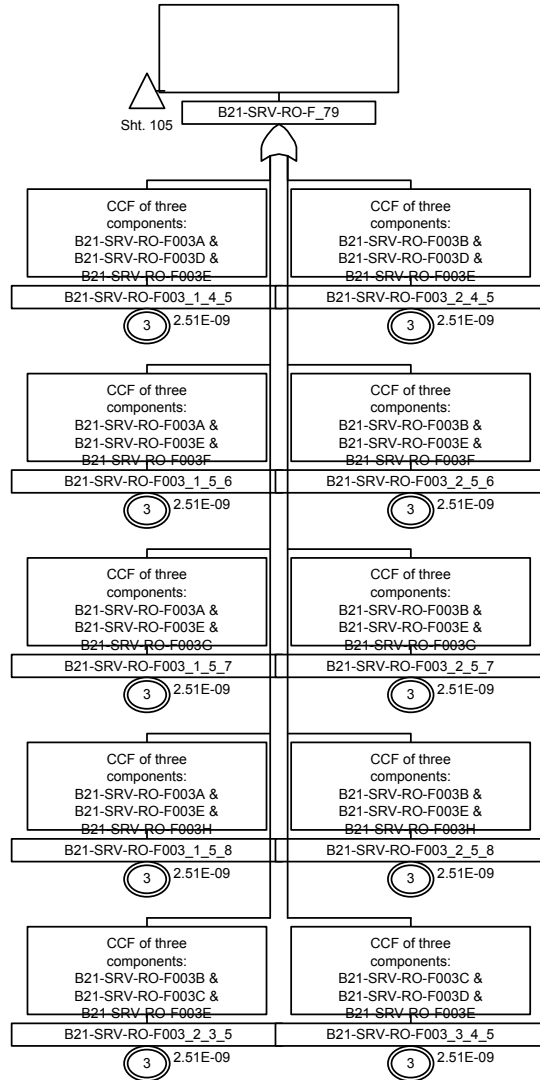 Sht. 105
B21-SRV-RO-F_79
CCF of three
components:
B21-SRV-RO-F003A &
B21-SRV-RO-F003D &
B21-SRV-RO-F003E
B21-SRV-RO-F003_1_4_5
3
2.51E-09
CCF of three
components:
B21-SRV-RO-F003B &
B21-SRV-RO-F003D &
B21-SRV-RO-F003E
B21-SRV-RO-F003_2_4_5
3
2.51E-09
CCF of three
components:
B21-SRV-RO-F003A &
B21-SRV-RO-F003E &
B21-SRV-RO-F003F
B21-SRV-RO-F003_1_5_6
3
2.51E-09
CCF of three
components:
B21-SRV-RO-F003B &
B21-SRV-RO-F003E &
B21-SRV-RO-F003F
B21-SRV-RO-F003_2_5_6
3
2.51E-09
CCF of three
components:
B21-SRV-RO-F003A &
B21-SRV-RO-F003E &
B21-SRV-RO-F003G
B21-SRV-RO-F003_1_5_7
3
2.51E-09
CCF of three
components:
B21-SRV-RO-F003B &
B21-SRV-RO-F003E &
B21-SRV-RO-F003G
B21-SRV-RO-F003_2_5_7
3
2.51E-09
CCF of three
components:
B21-SRV-RO-F003A &
B21-SRV-RO-F003E &
B21-SRV-RO-F003H
B21-SRV-RO-F003_1_5_8
3
2.51E-09
CCF of three
components:
B21-SRV-RO-F003B &
B21-SRV-RO-F003E &
B21-SRV-RO-F003H
B21-SRV-RO-F003_2_5_8
3
2.51E-09
CCF of three
components:
B21-SRV-RO-F003B &
B21-SRV-RO-F003C &
B21-SRV-RO-F003E
B21-SRV-RO-F003_2_3_5
3
2.51E-09
CCF of three
components:
B21-SRV-RO-F003C &
B21-SRV-RO-F003D &
B21-SRV-RO-F003E
B21-SRV-RO-F003_3_4_5
3
2.51E-09